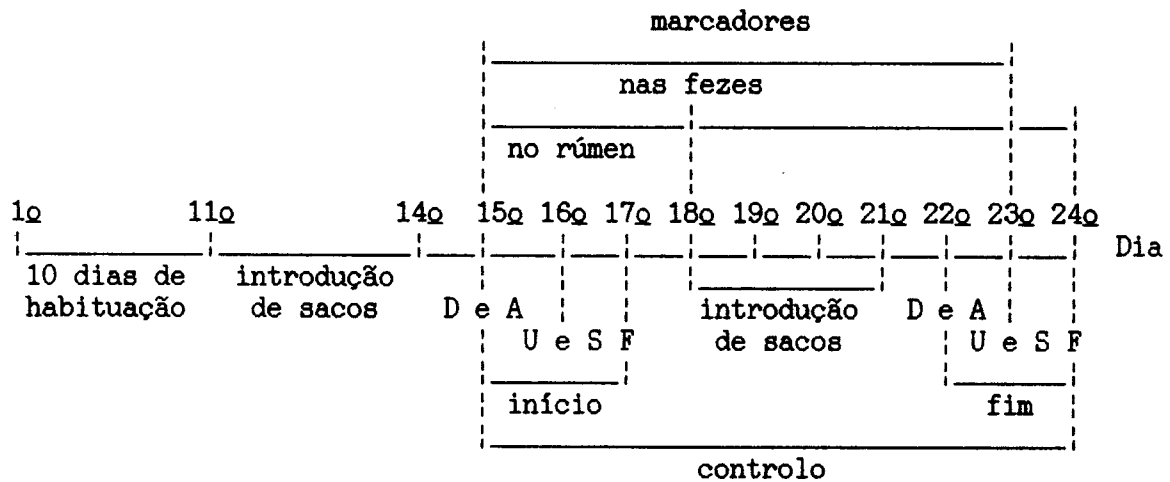 marcadores
nas fezes
no rúmen
1º 11º 14º 15º 16º 17º 18º 19º 20º 21º 22º 23º 24º
Dia
10 dias de introdução
habituação de sacos D e A introdução D e A
U e S F de sacos U e S F
início fim
controlo